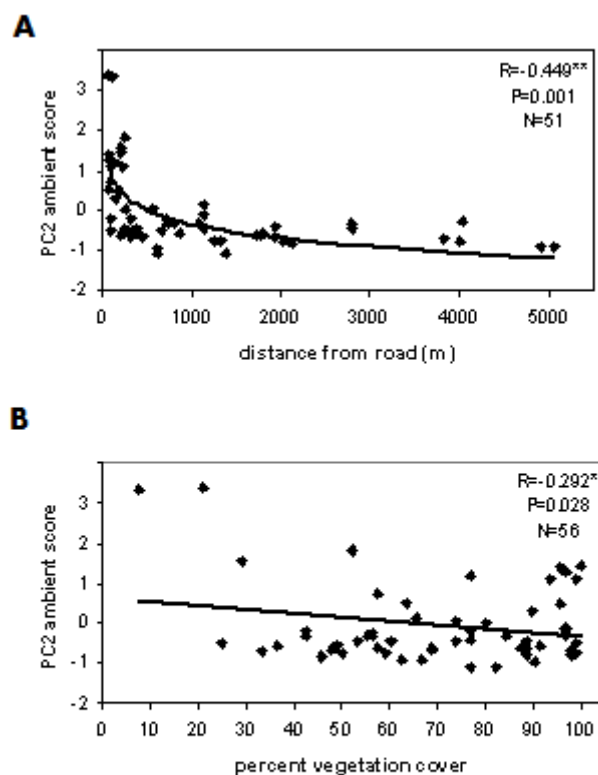 A
R=-0.449**
P=0.001
N=51
3
2
1
0
-1
-2
PC2 ambient score
0 1000 2000 3000 4000 5000
distance from road (m)
B
R=-0.292*
P=0.028
N=56
3
2
1
0
-1
-2
PC2 ambient score
0 10 20 30 40 50 60 70 80 90 100
percent vegetation cover